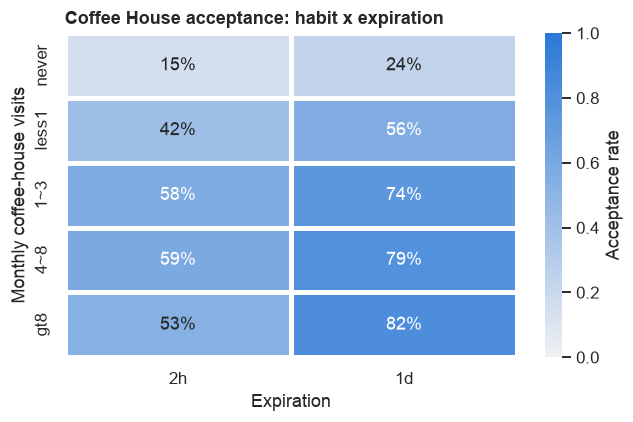 Coffee House acceptance: habit x expiration
Monthly coffee-house visits
never
15%
24%
less1
42%
56%
1~3
58%
74%
4~8
59%
79%
gt8
53%
82%
2h
1d
Expiration
1.0
0.8
0.6
0.4
0.2
0.0
Acceptance rate